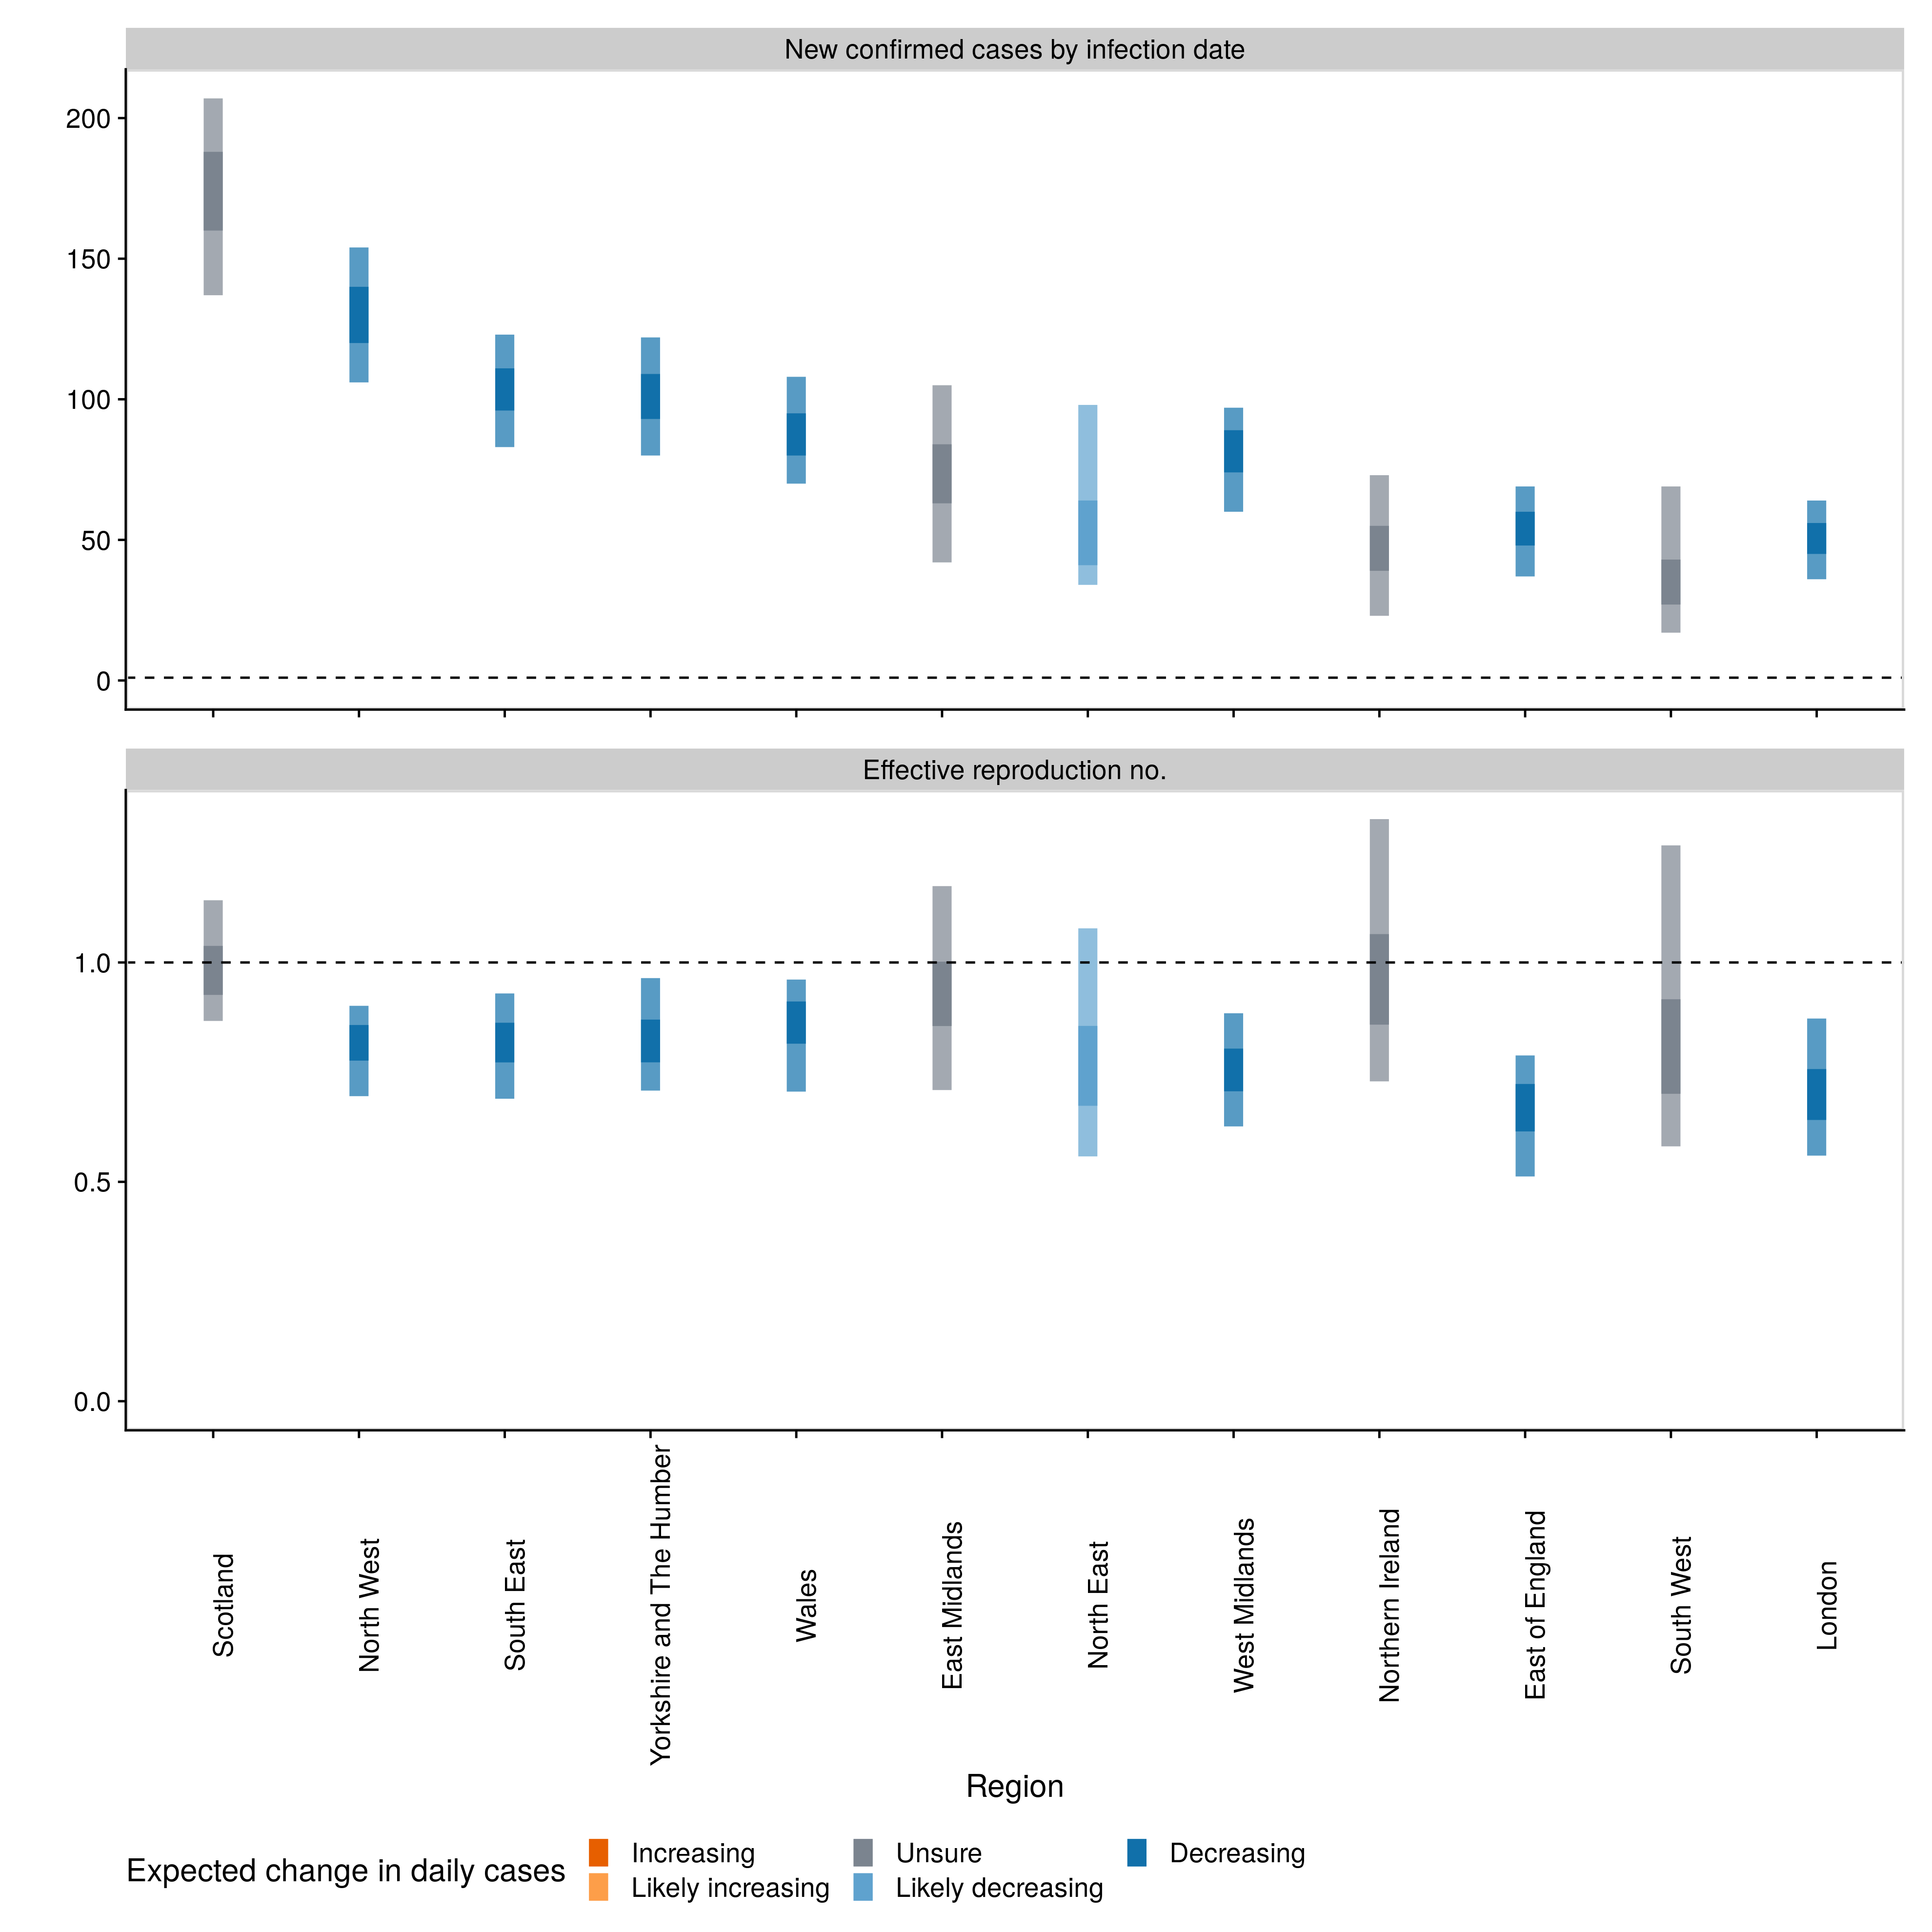 New confirmed cases by infection date
200
150
100
50
0
Effective reproduction no.
1.0
0.5
0.0
Scotland
North West
South East
Yorkshire and The Humber
Wales
East Midlands
North East
West Midlands
Northern Ireland
East of England
South West
London
Region
Expected change in daily cases
Increasing
Likely increasing
Unsure
Likely decreasing
Decreasing